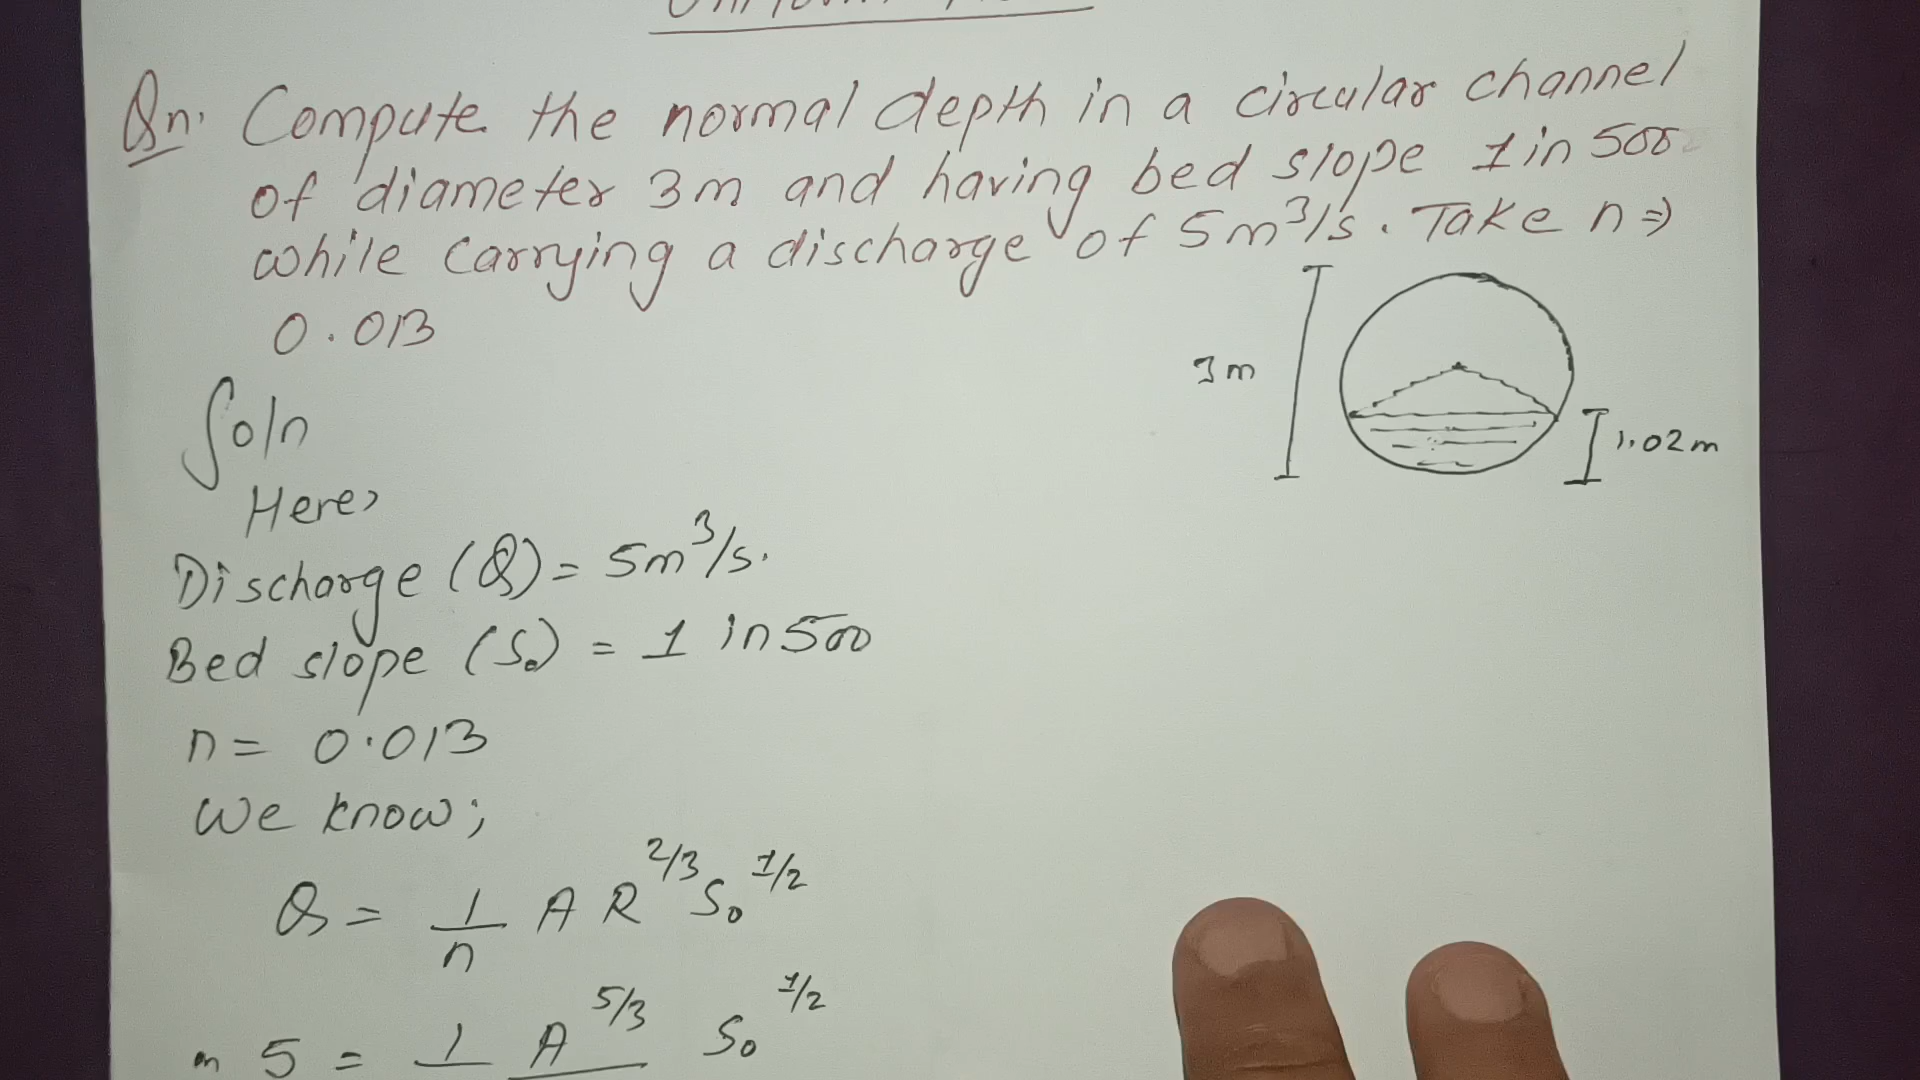 Qn. Compute the normal depth in a circular channel
of diameter 3m and having bed slope 1 in 500
while carrying a discharge of 5m³/s. Take n ⇒
0.013
3m
1.02m
Soln
Here,
Discharge (Q) = 5m³/s.
Bed slope (S₀) = 1 in 500
n = 0.013
We know;
Q = 1/n A R^2/3 S₀^1/2
5 = 1 A^5/3 S₀^1/2